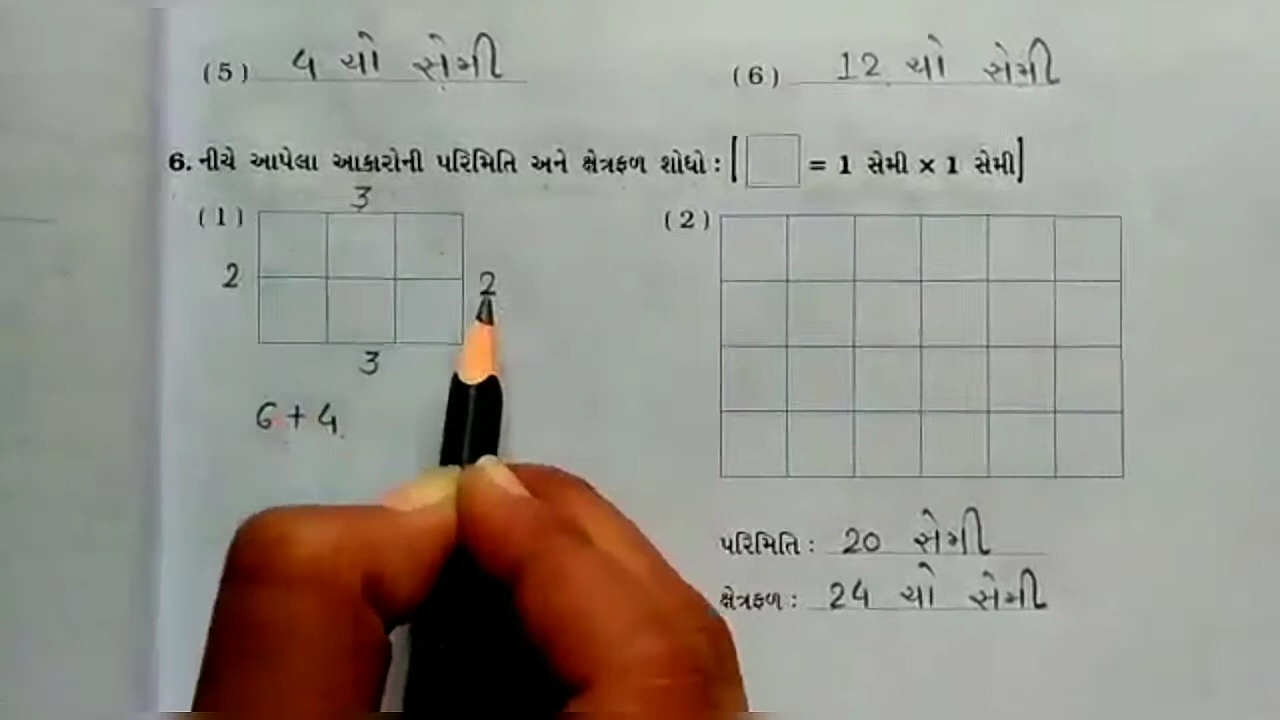 (5) 4 ચો સેમી (6) 12 ચો સેમી
6. નીચે આપેલા આકારોની પરિમિતિ અને ક્ષેત્રફળ શોધો : [ = 1 સેમી × 1 સેમી]
3
(1) (2)
2 2
3
6+4
પરિમિતિ : 20 સેમી
ક્ષેત્રફળ : 24 ચો સેમી